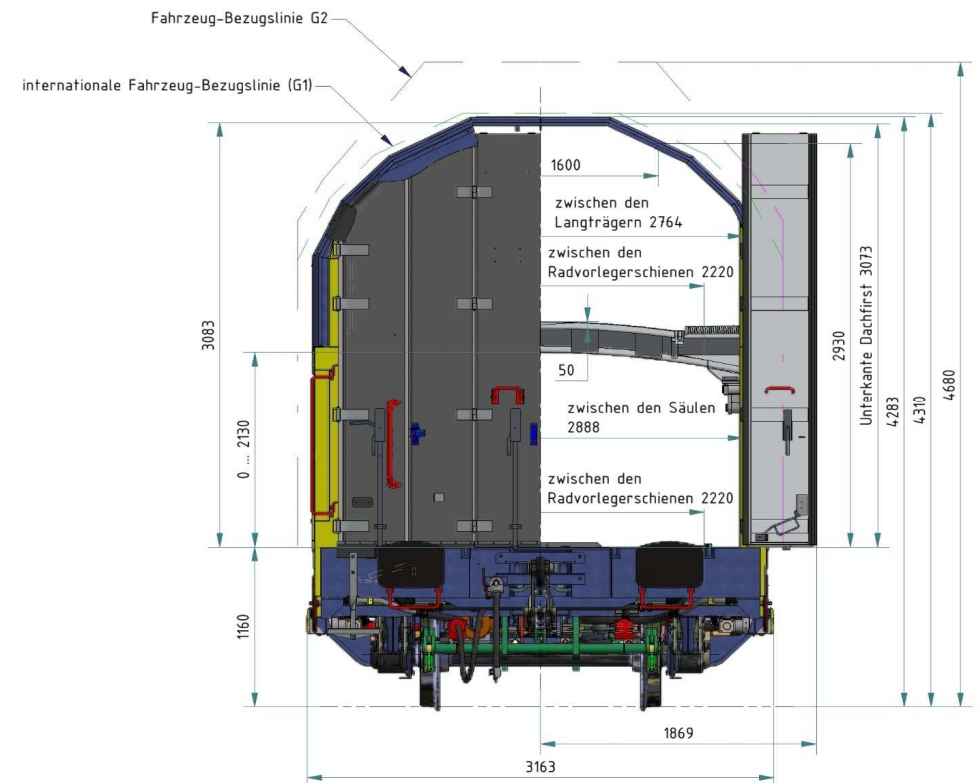 Fahrzeug-Bezugslinie G2
internationale Fahrzeug-Bezugslinie (G1)
1600
zwischen den
Langträgern 2764
zwischen den
Radvorlegerschienen 2220
50
zwischen den Säulen
2888
zwischen den
Radvorlegerschienen 2220
3083
0 ... 2130
1160
2930
Unterkante Dachfirst 3073
4283
4310
4680
1869
3163